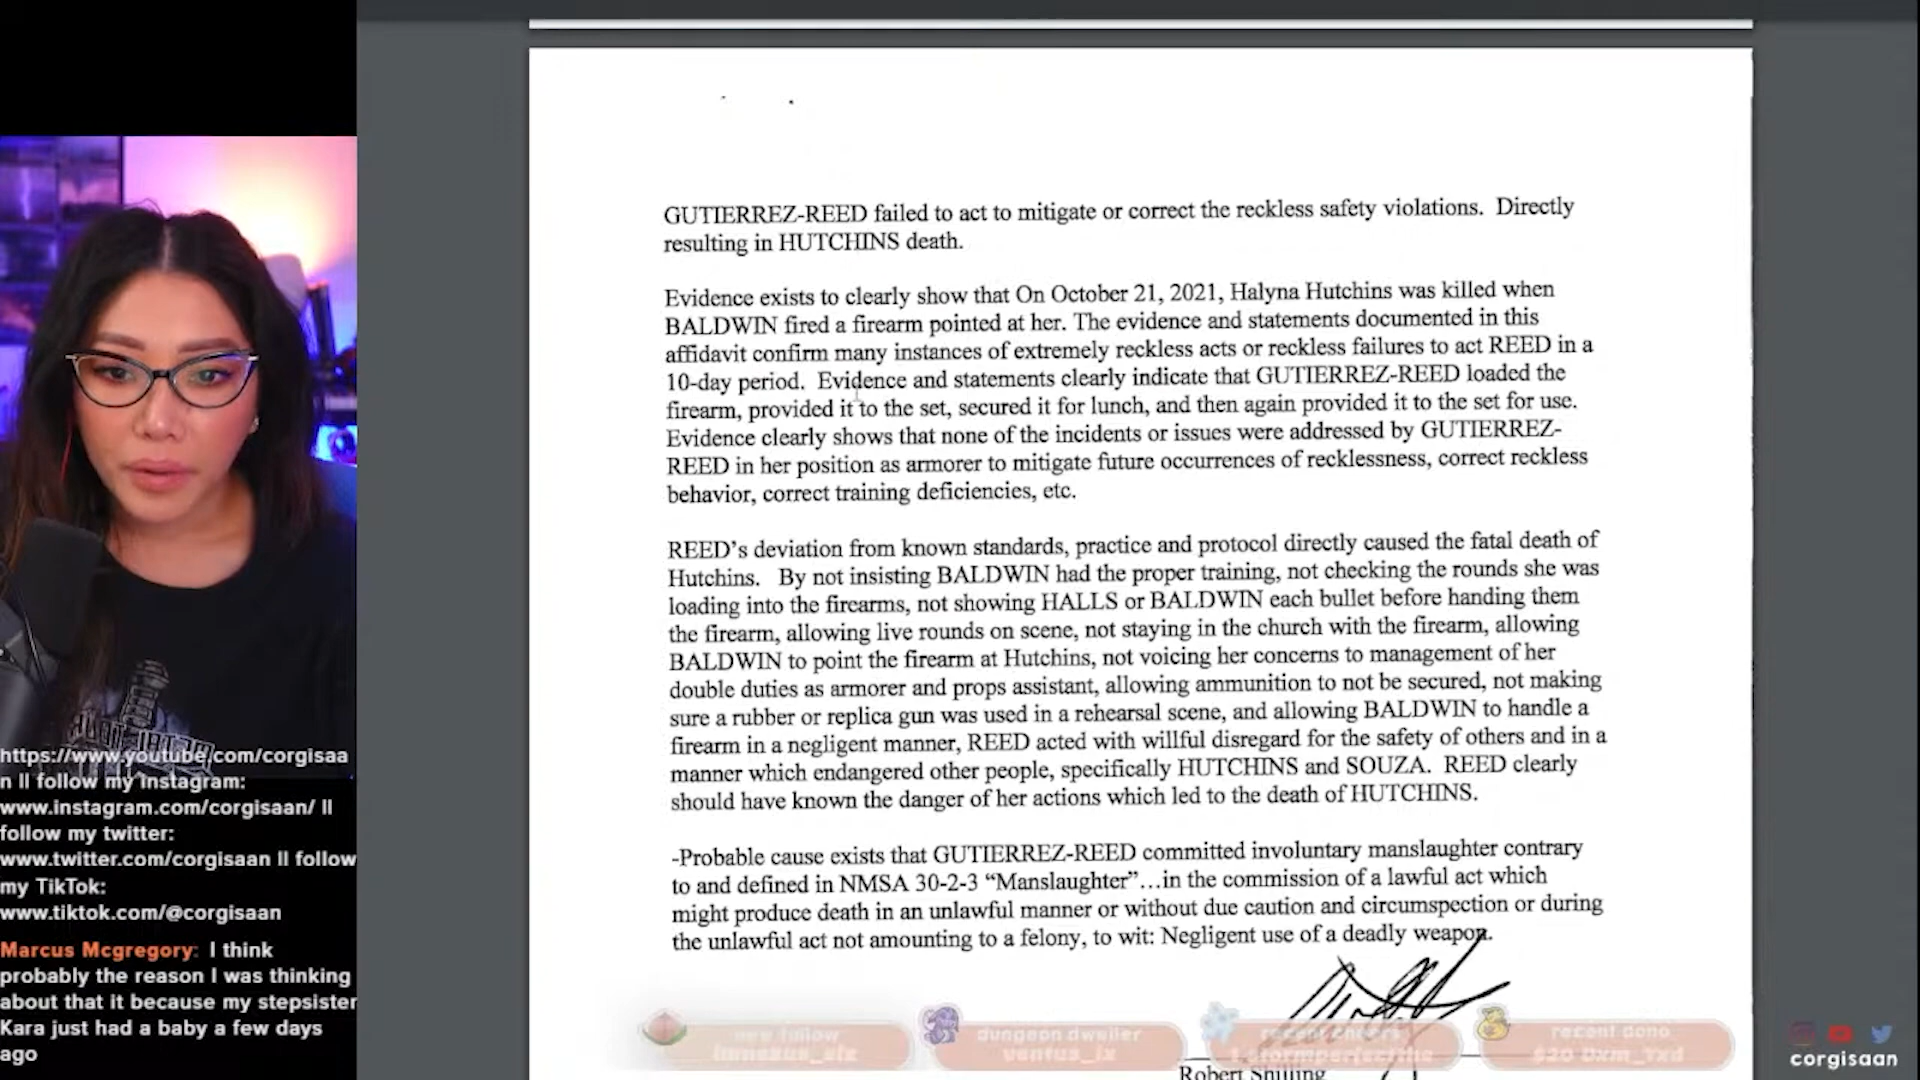 GUTIERREZ-REED failed to act to mitigate or correct the reckless safety violations. Directly
resulting in HUTCHINS death.
Evidence exists to clearly show that On October 21, 2021, Halyna Hutchins was killed when
BALDWIN fired a firearm pointed at her. The evidence and statements documented in this
affidavit confirm many instances of extremely reckless acts or reckless failures to act REED in a
10-day period. Evidence and statements clearly indicate that GUTIERREZ-REED loaded the
firearm, provided it to the set, secured it for lunch, and then again provided it to the set for use.
Evidence clearly shows that none of the incidents or issues were addressed by GUTIERREZ-
REED in her position as armorer to mitigate future occurrences of recklessness, correct reckless
behavior, correct training deficiencies, etc.
REED's deviation from known standards, practice and protocol directly caused the fatal death of
Hutchins. By not insisting BALDWIN had the proper training, not checking the rounds she was
loading into the firearms, not showing HALLS or BALDWIN each bullet before handing them
the firearm, allowing live rounds on scene, not staying in the church with the firearm, allowing
BALDWIN to point the firearm at Hutchins, not voicing her concerns to management of her
double duties as armorer and props assistant, allowing ammunition to not be secured, not making
sure a rubber or replica gun was used in a rehearsal scene, and allowing BALDWIN to handle a
firearm in a negligent manner, REED acted with willful disregard for the safety of others and in a
manner which endangered other people, specifically HUTCHINS and SOUZA. REED clearly
should have known the danger of her actions which led to the death of HUTCHINS.
-Probable cause exists that GUTIERREZ-REED committed involuntary manslaughter contrary
to and defined in NMSA 30-2-3 “Manslaughter”…in the commission of a lawful act which
might produce death in an unlawful manner or without due caution and circumspection or during
the unlawful act not amounting to a felony, to wit: Negligent use of a deadly weapon.
Robert Shilling
https://www.youtube.com/corgisaa
n ll follow my Instagram:
www.instagram.com/corgisaan/ ll
follow my twitter:
www.twitter.com/corgisaan ll follow
my TikTok:
www.tiktok.com/@corgisaan
Marcus Mcgregory: I think
probably the reason I was thinking
about that it because my stepsister
Kara just had a baby a few days
ago
new follow
dungeon dweller
ventus_ix
recent cheers
recent dono
$20
corgisaan